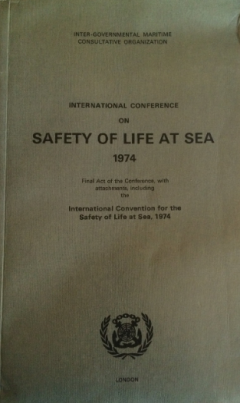 INTER-GOVERNMENTAL MARITIME
CONSULTATIVE ORGANIZATION
INTERNATIONAL CONFERENCE
ON
SAFETY OF LIFE AT SEA
1974
Final Act of the Conference, with
attachments, including
the
International Convention for the
Safety of Life at Sea, 1974
LONDON